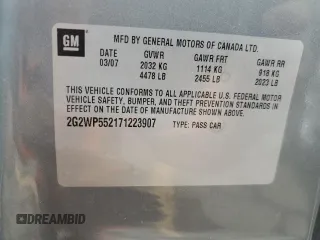 GM
MFD BY GENERAL MOTORS OF CANADA LTD.
DATE GVWR GAWR FRT GAWR RR
03/07 2032 KG 1114 KG 918 KG
4478 LB 2455 LB 2023 LB
THIS VEHICLE CONFORMS TO ALL APPLICABLE U.S. FEDERAL MOTOR
VEHICLE SAFETY, BUMPER, AND THEFT PREVENTION STANDARDS IN
EFFECT ON THE DATE OF MANUFACTURE SHOWN ABOVE.
2G2WP552171223907 TYPE: PASS CAR
DREAMBID